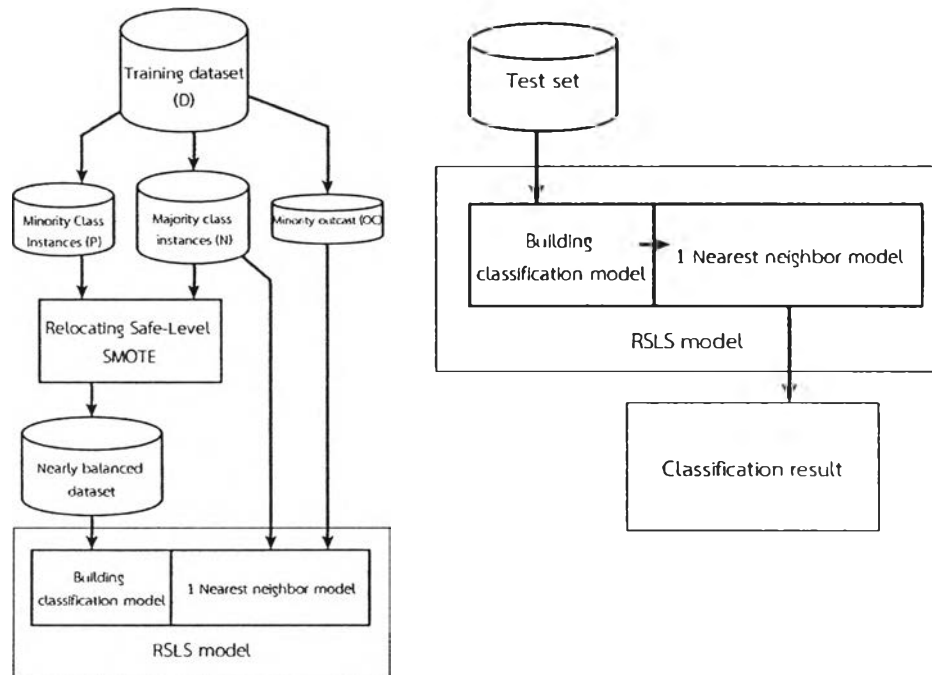 Training dataset
(D)
Minority Class
Instances (P)
Majority class
instances (N)
Minority outcast (OC)
Relocating Safe-Level
SMOTE
Nearly balanced
dataset
Building
classification model
1 Nearest neighbor model
RSLS model
Test set
Building
classification model
1 Nearest neighbor model
RSLS model
Classification result